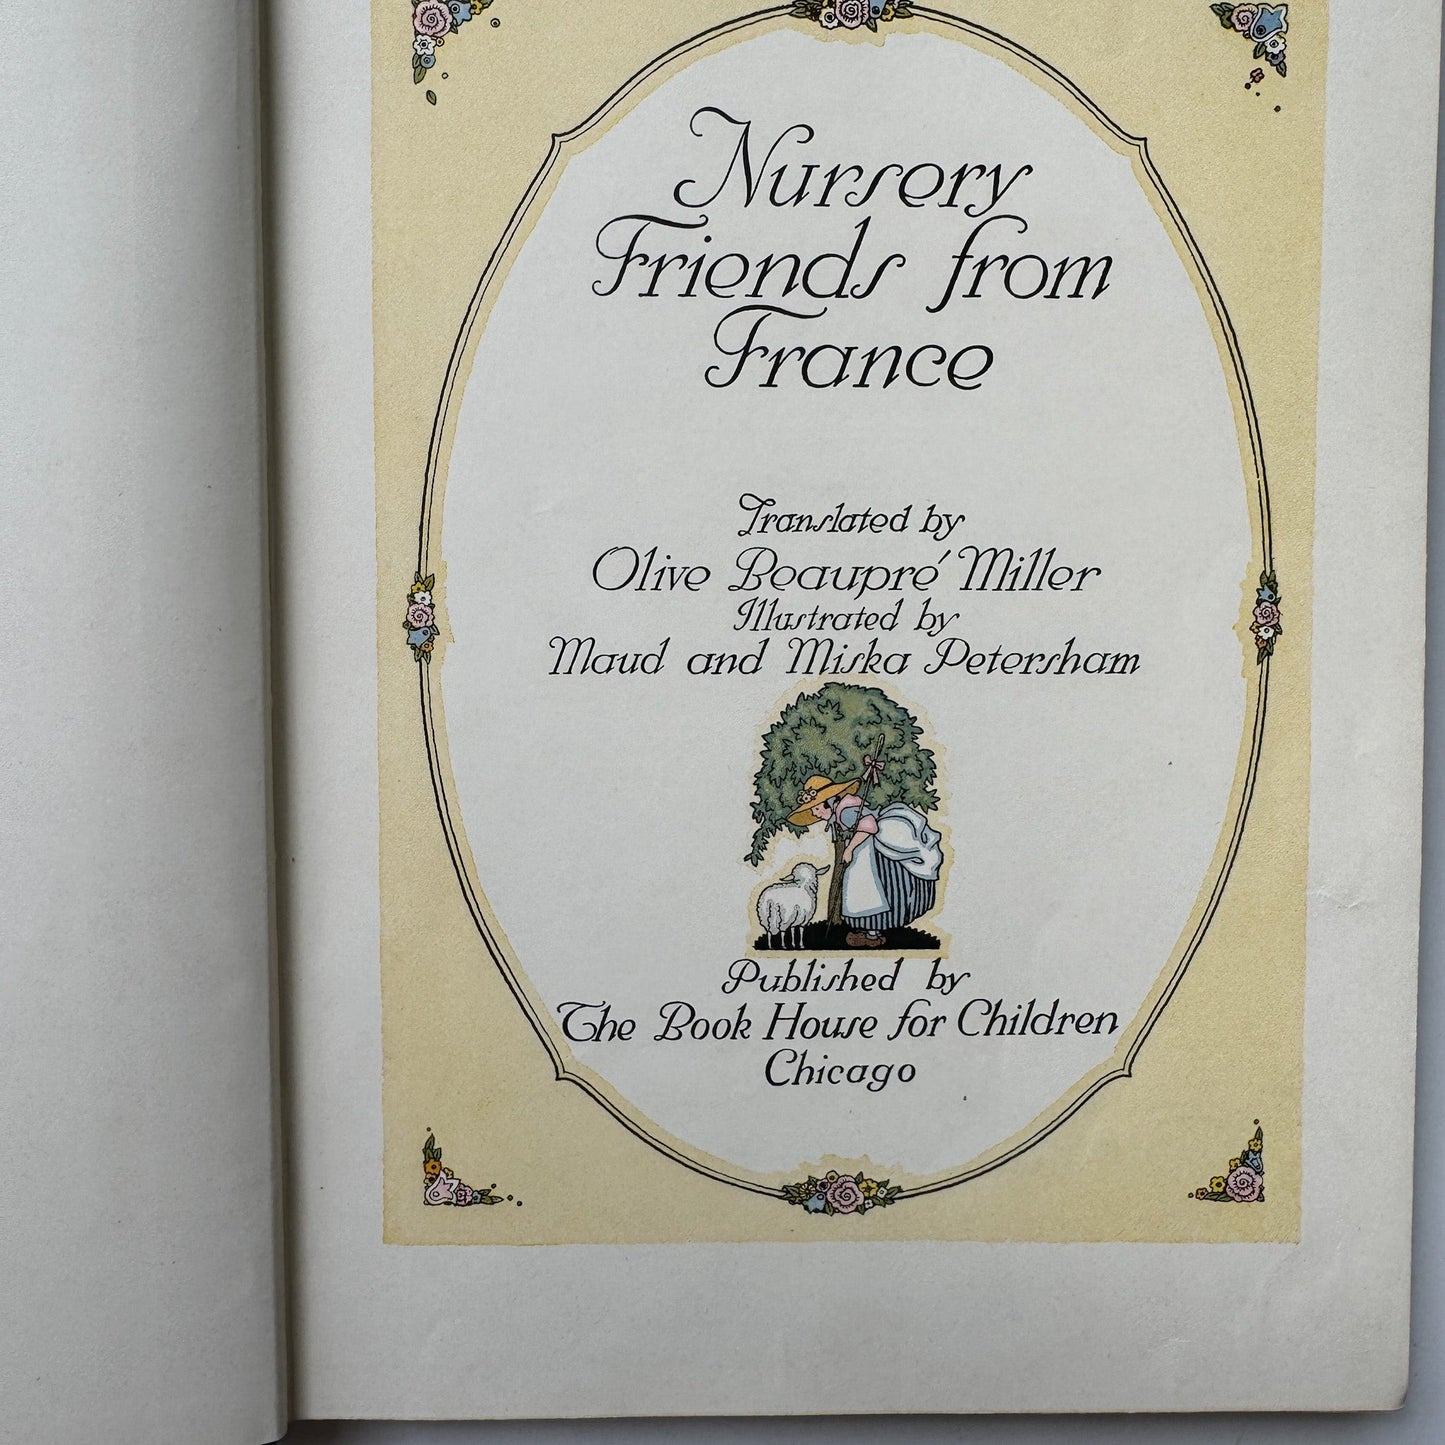 Nursery
Friends from
France
Translated by
Olive Beaupré Miller
Illustrated by
Maud and Miska Petersham
Published by
The Book House for Children
Chicago